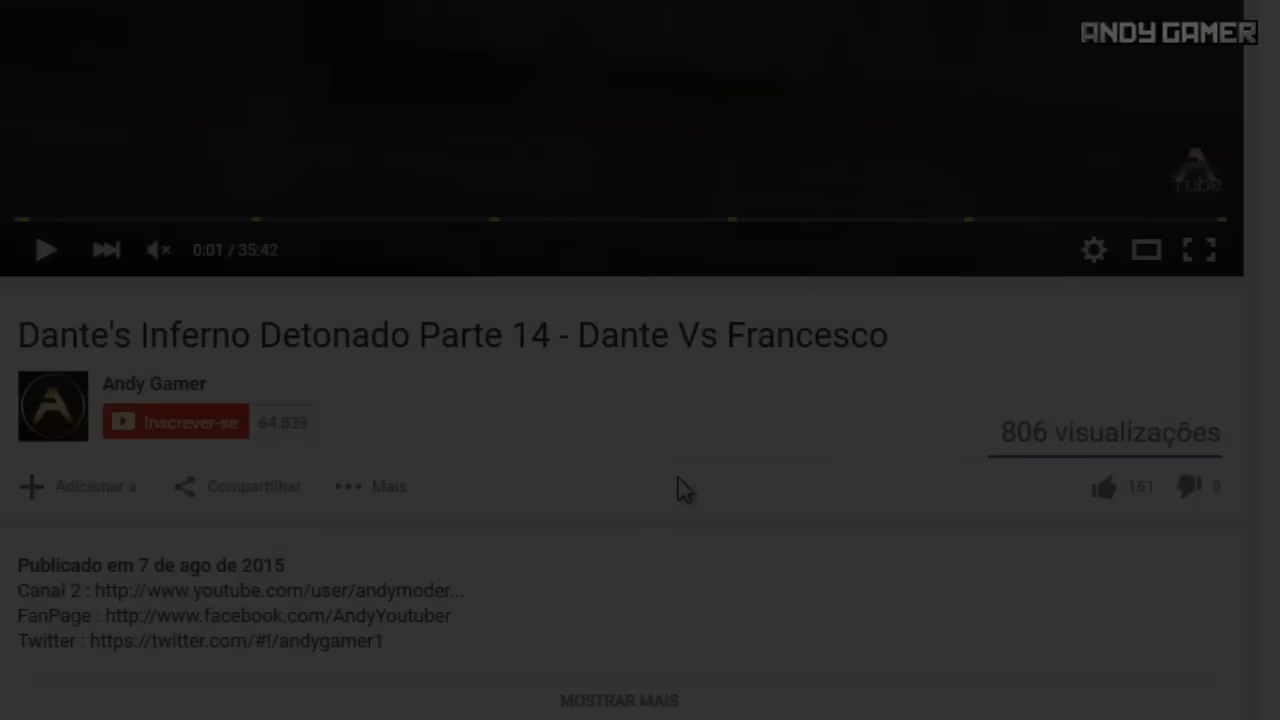 ANDY GAMER
A
Tube
0:01 / 35:42
Dante's Inferno Detonado Parte 14 - Dante Vs Francesco
A
Andy Gamer
Inscrever-se 64.839
806 visualizações
Adicionar a Compartilhar Mais 161 0
Publicado em 7 de ago de 2015
Canal 2 : http://www.youtube.com/user/andymoder...
FanPage : http://www.facebook.com/AndyYoutuber
Twitter : https://twitter.com/#!/andygamer1
MOSTRAR MAIS